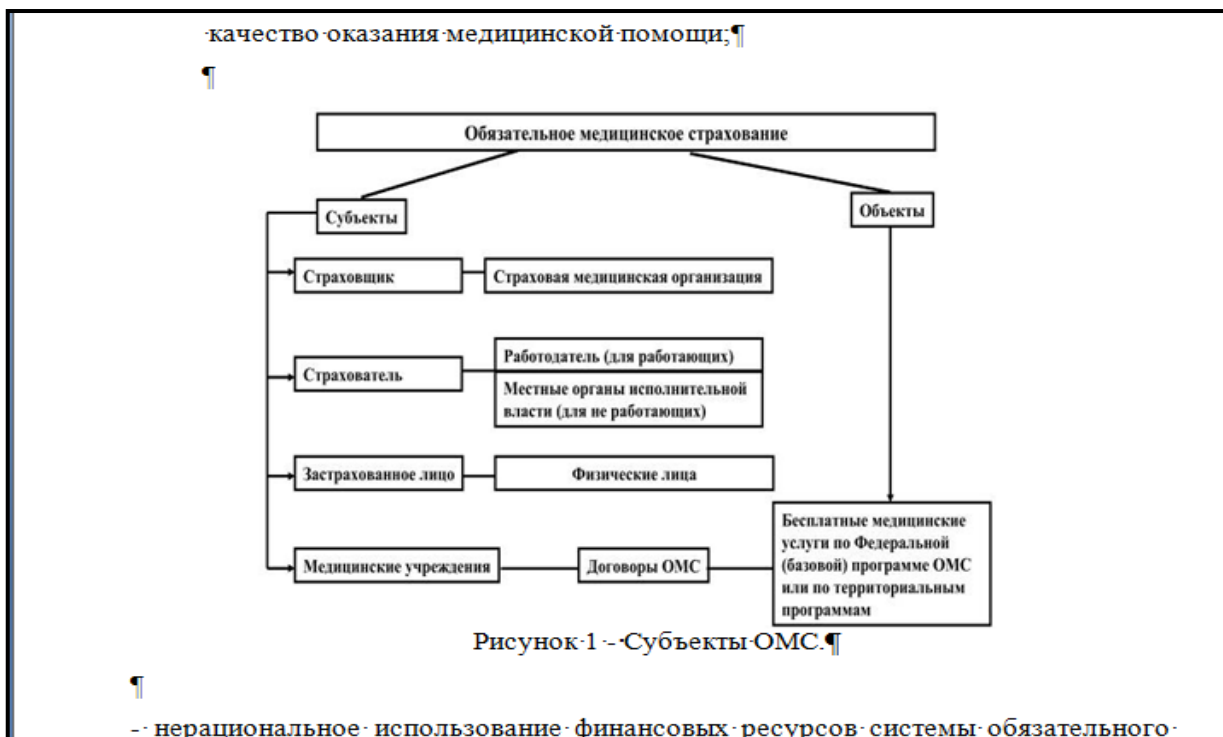 ·качество·оказания·медицинской·помощи;¶
¶
Обязательное медицинское страхование
Субъекты
Объекты
Страховщик
Страховая медицинская организация
Страхователь
Работодатель (для работающих)
Местные органы исполнительной
власти (для не работающих)
Застрахованное лицо
Физические лица
Медицинские учреждения
Договоры ОМС
Бесплатные медицинские
услуги по Федеральной
(базовой) программе ОМС
или по территориальным
программам
Рисунок·1·-·Субъекты·ОМС.¶
¶
-·нерациональное·использование·финансовых·ресурсов·системы·обязательного·